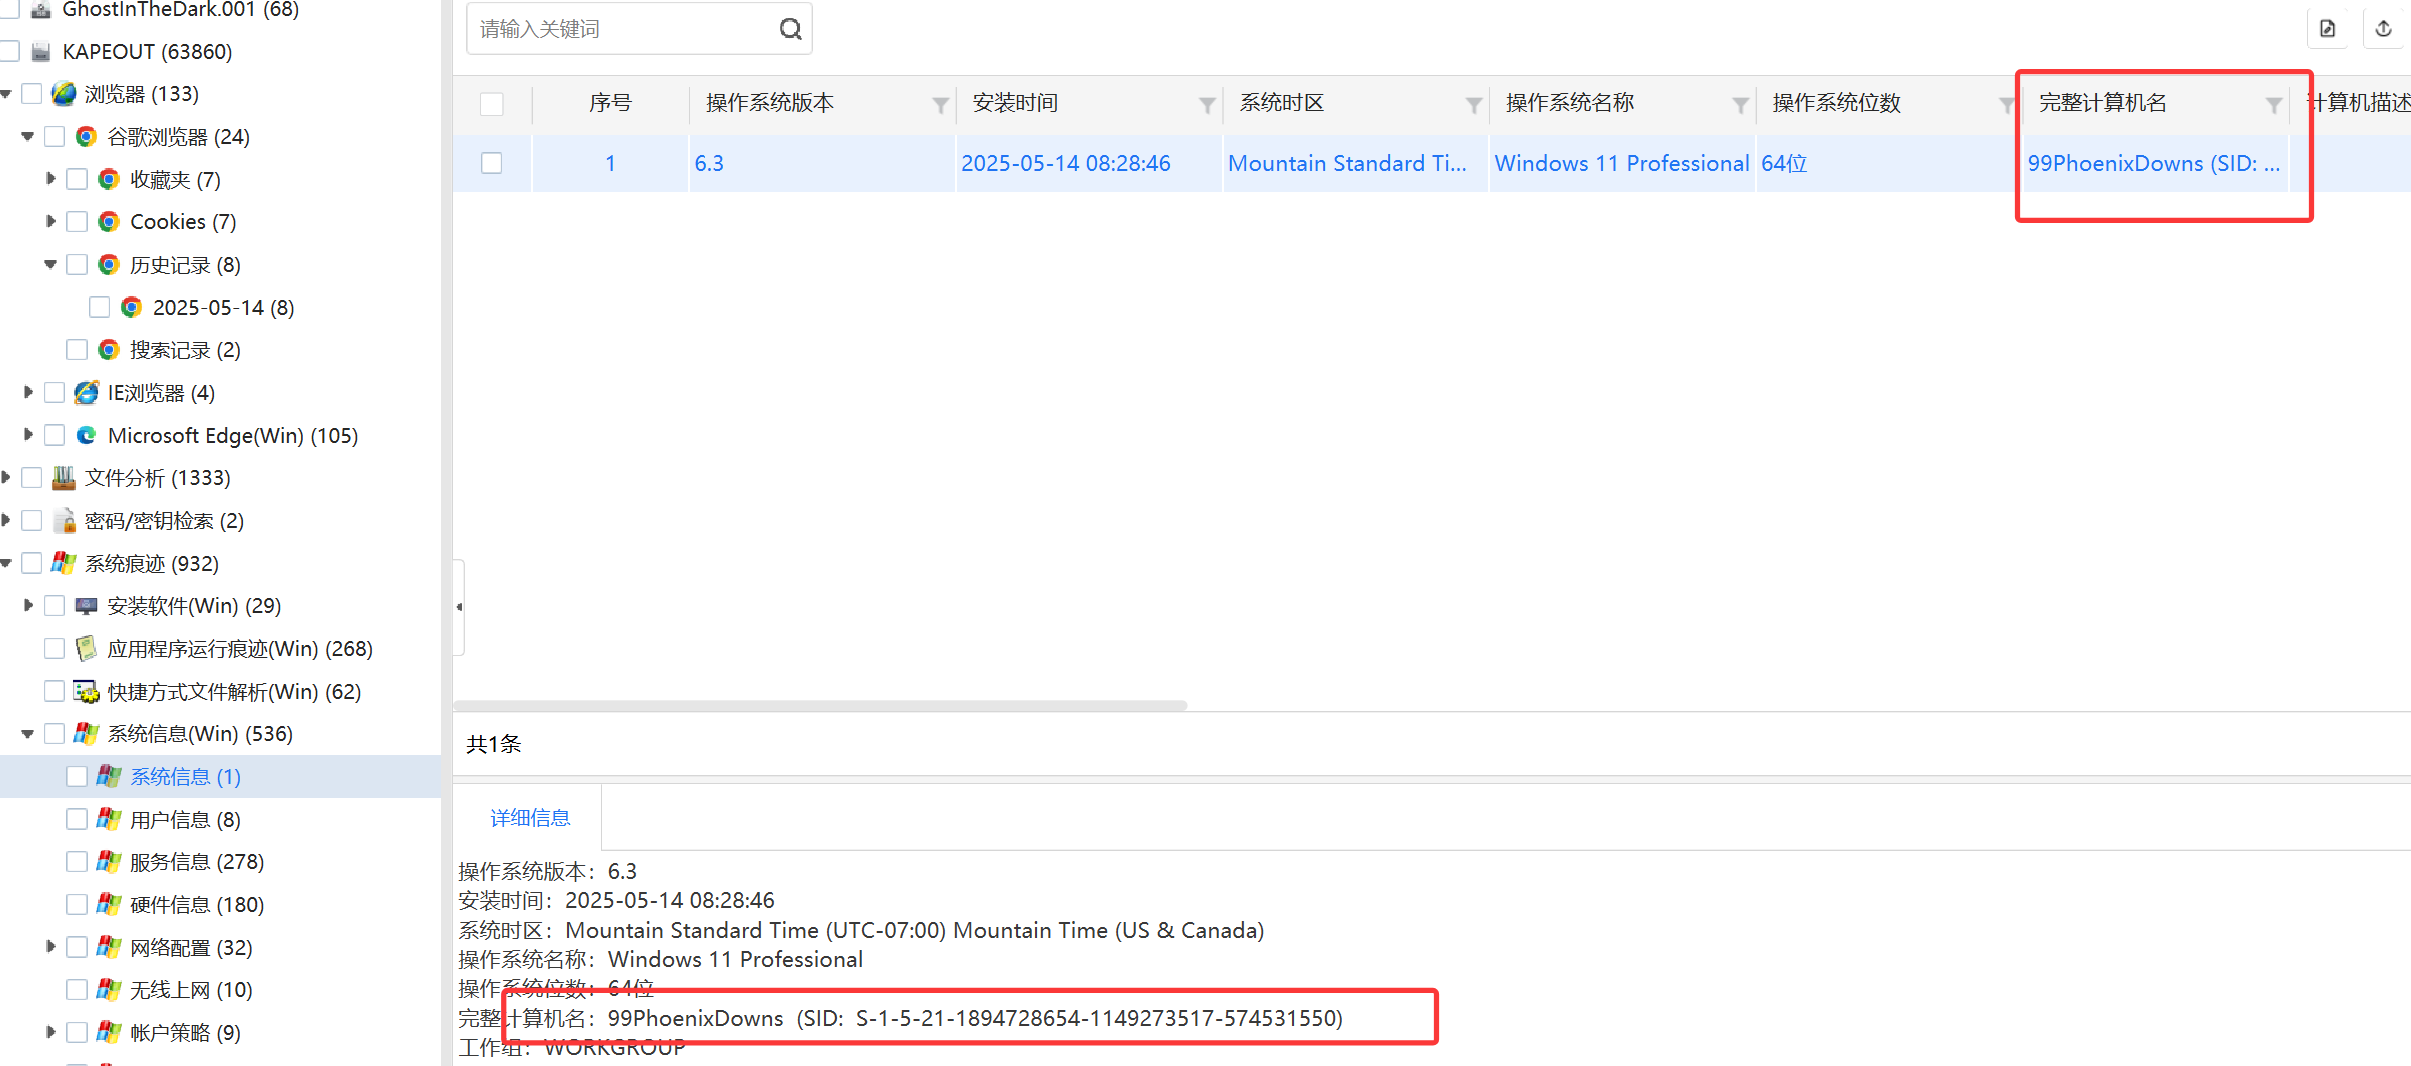 GhostInTheDark.001 (68)
KAPEOUT (63860)
浏览器 (133)
谷歌浏览器 (24)
收藏夹 (7)
Cookies (7)
历史记录 (8)
2025-05-14 (8)
搜索记录 (2)
IE浏览器 (4)
Microsoft Edge(Win) (105)
文件分析 (1333)
密码/密钥检索 (2)
系统痕迹 (932)
安装软件(Win) (29)
应用程序运行痕迹(Win) (268)
快捷方式文件解析(Win) (62)
系统信息(Win) (536)
系统信息 (1)
用户信息 (8)
服务信息 (278)
硬件信息 (180)
网络配置 (32)
无线上网 (10)
帐户策略 (9)
请输入关键词
序号 操作系统版本 安装时间 系统时区 操作系统名称 操作系统位数 完整计算机名 计算机描述
1 6.3 2025-05-14 08:28:46 Mountain Standard Ti... Windows 11 Professional 64位 99PhoenixDowns (SID: ...
共1条
详细信息
操作系统版本：6.3
安装时间：2025-05-14 08:28:46
系统时区：Mountain Standard Time (UTC-07:00) Mountain Time (US & Canada)
操作系统名称：Windows 11 Professional
操作系统位数：64位
完整计算机名：99PhoenixDowns (SID: S-1-5-21-1894728654-1149273517-574531550)
工作组：WORKGROUP